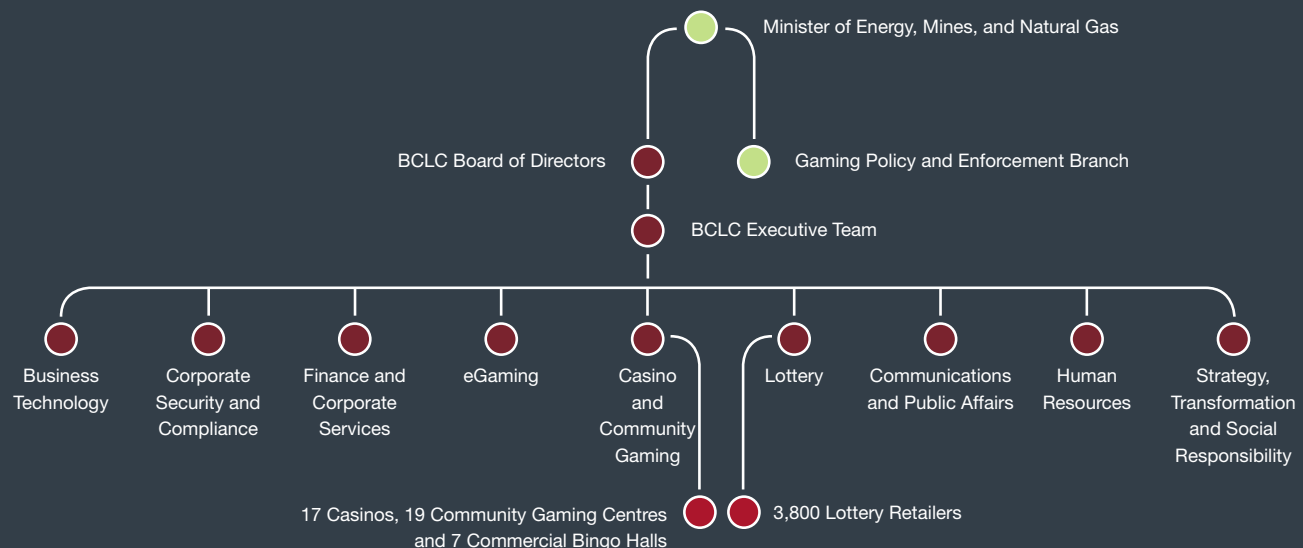 Minister of Energy, Mines, and Natural Gas
BCLC Board of Directors
Gaming Policy and Enforcement Branch
BCLC Executive Team
Business
Technology
Corporate
Security and
Compliance
Finance and
Corporate
Services
eGaming
Casino
and
Community
Gaming
Lottery
Communications
and Public Affairs
Human
Resources
Strategy,
Transformation
and Social
Responsibility
17 Casinos, 19 Community Gaming Centres
and 7 Commercial Bingo Halls
3,800 Lottery Retailers